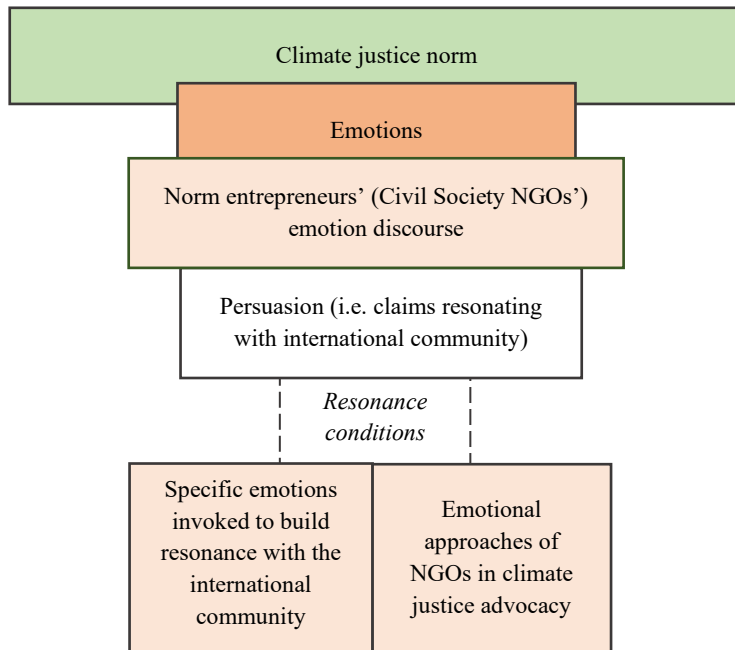 Climate justice norm
Emotions
Norm entrepreneurs’ (Civil Society NGOs’)
emotion discourse
Persuasion (i.e. claims resonating
with international community)
Resonance
conditions
Specific emotions
invoked to build
resonance with the
international
community
Emotional
approaches of
NGOs in climate
justice advocacy